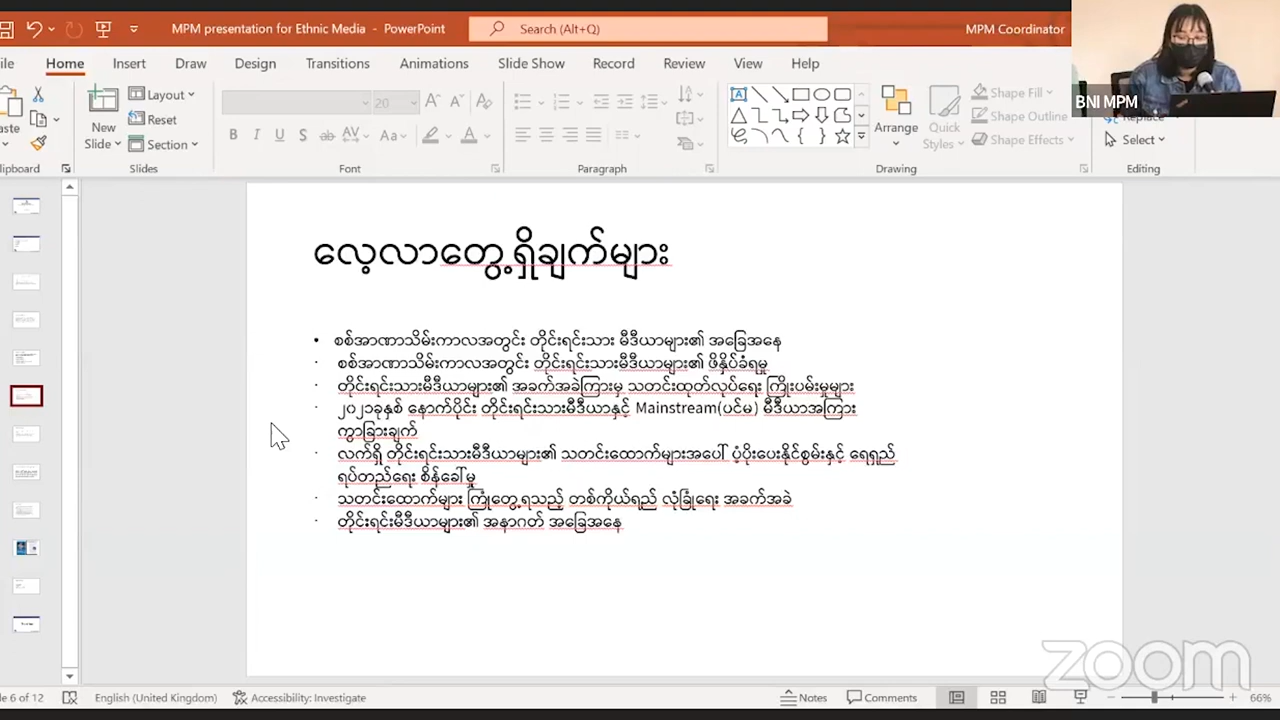 MPM presentation for Ethnic Media - PowerPoint
Search (Alt+Q)
MPM Coordinator
BNI MPM
Home Insert Draw Design Transitions Animations Slide Show Record Review View Help
New Slide
Layout
Reset
Section
B I U S ab AV Aa A
Arrange
Quick Styles
Shape Fill
Shape Outline
Shape Effects
Replace
Select
Slides Font Paragraph Drawing Editing
လေ့လာတွေ့ရှိချက်များ
• စစ်အာဏာသိမ်းကာလအတွင်း တိုင်းရင်းသား မီဒီယာများ၏ အခြေအနေ
· စစ်အာဏာသိမ်းကာလအတွင်း တိုင်းရင်းသားမီဒီယာများ၏ ဖိနှိပ်ခံရမှု
· တိုင်းရင်းသားမီဒီယာများ၏ အခက်အခဲကြားမှ သတင်းထုတ်လုပ်ရေး ကြိုးပမ်းမှုများ
· ၂၀၂၁ခုနှစ် နောက်ပိုင်း တိုင်းရင်းသားမီဒီယာနှင့် Mainstream(ပင်မ) မီဒီယာအကြား
ကွာခြားချက်
· လက်ရှိ တိုင်းရင်းသားမီဒီယာများ၏ သတင်းထောက်များအပေါ် ပံ့ပိုးပေးနိုင်စွမ်းနှင့် ရေရှည်
ရပ်တည်ရေး စိန်ခေါ်မှု
· သတင်းထောက်များ ကြုံတွေ့ရသည့် တစ်ကိုယ်ရည် လုံခြုံရေး အခက်အခဲ
· တိုင်းရင်းမီဒီယာများ၏ အနာဂတ် အခြေအနေ
zoom
English (United Kingdom) Accessibility: Investigate Notes Comments 66%